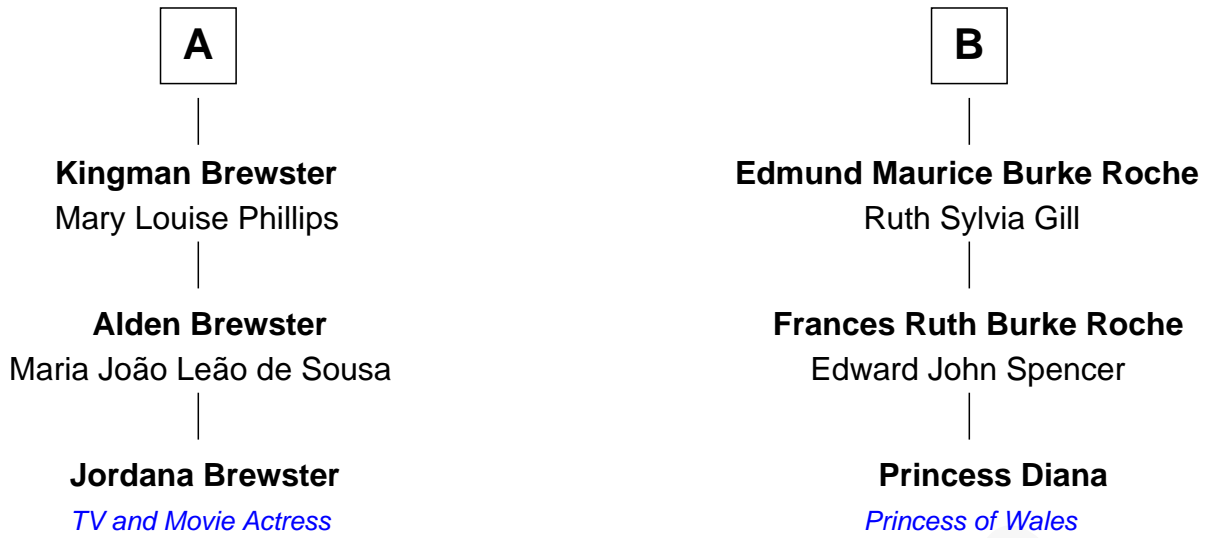 A
Kingman Brewster
Mary Louise Phillips
Alden Brewster
Maria João Leão de Sousa
Jordana Brewster
TV and Movie Actress
B
Edmund Maurice Burke Roche
Ruth Sylvia Gill
Frances Ruth Burke Roche
Edward John Spencer
Princess Diana
Princess of Wales